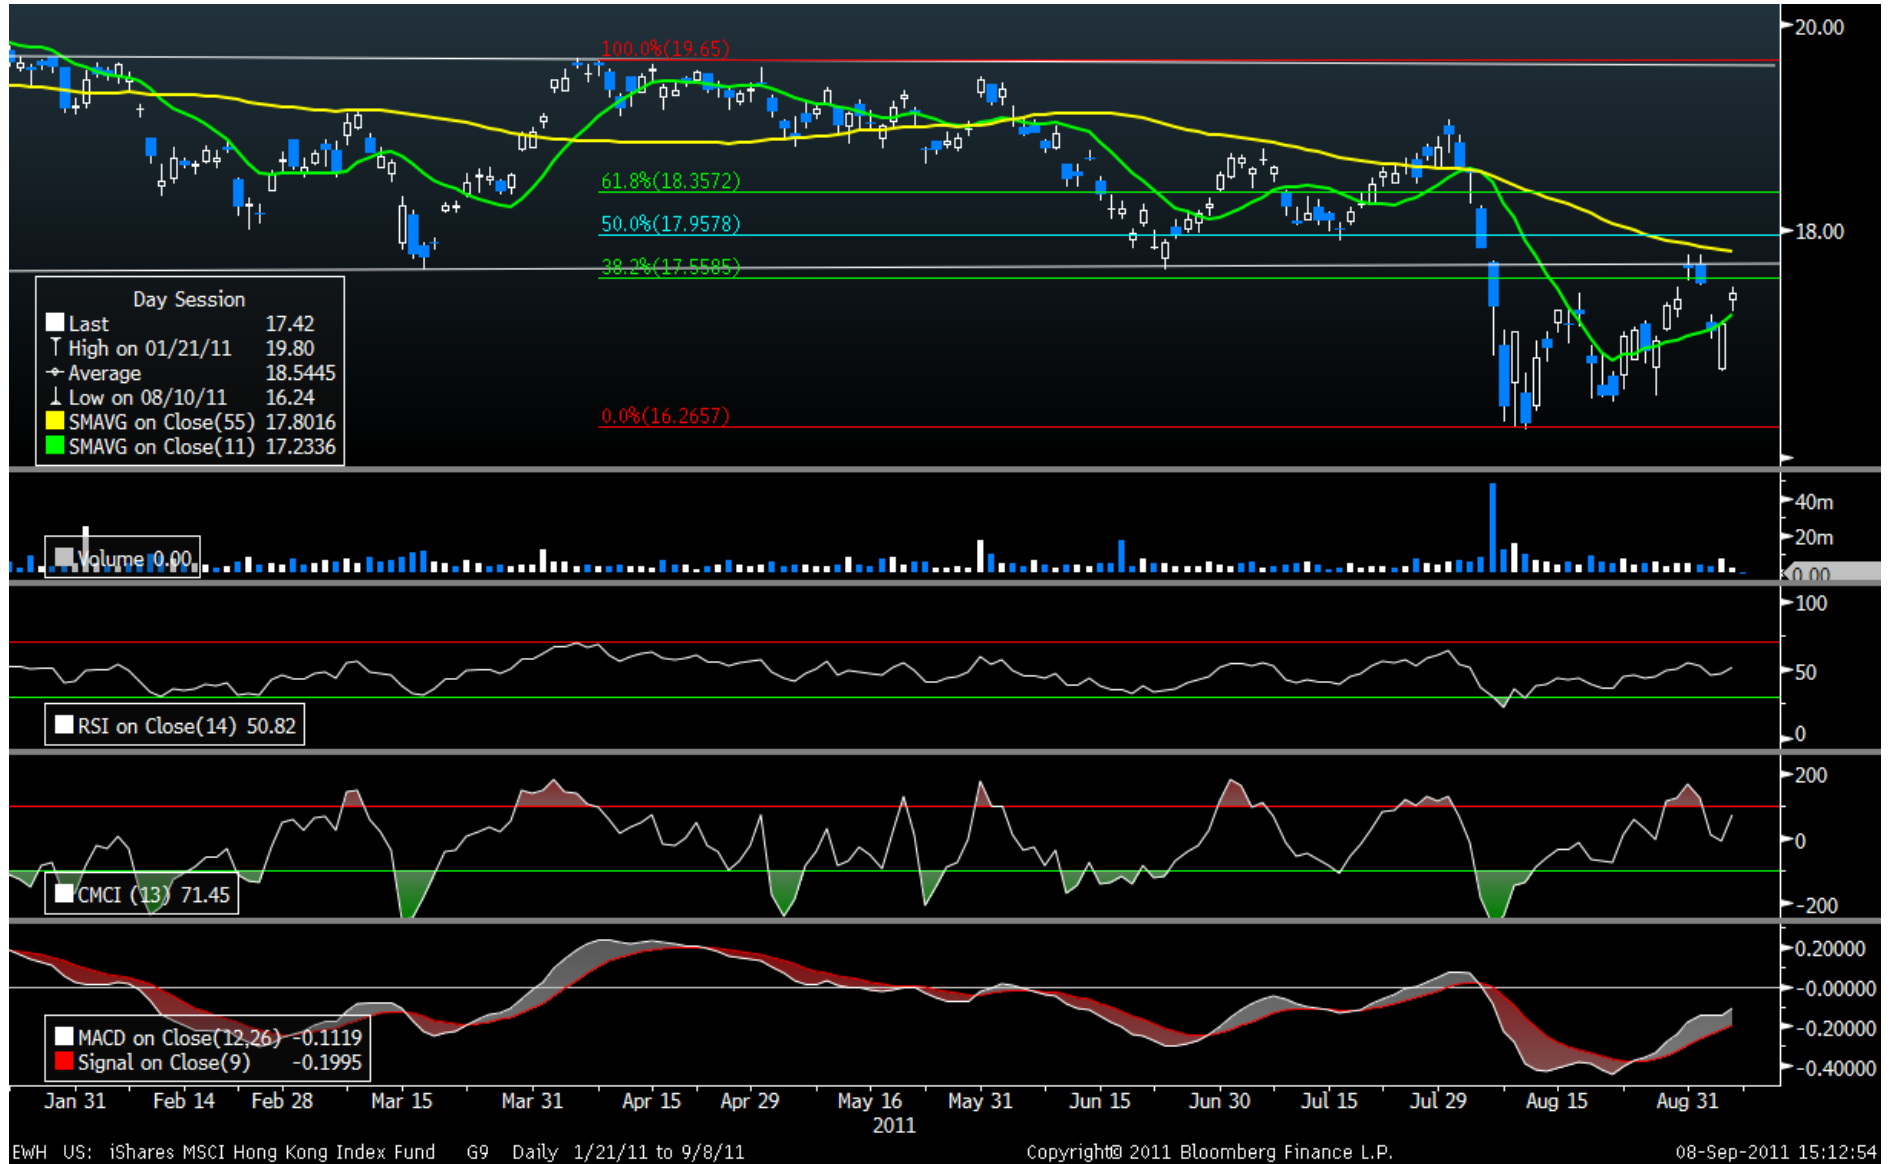 20.00
100.0%(19.65)
61.8%(18.3572)
50.0%(17.9578)
18.00
38.2%(17.5585)
0.0%(16.2657)
Day Session
Last 17.42
High on 01/21/11 19.80
Average 18.5445
Low on 08/10/11 16.24
SMAVG on Close(55) 17.8016
SMAVG on Close(11) 17.2336
40m
20m
0.00
Volume 0.00
100
50
0
RSI on Close(14) 50.82
200
0
-200
CMCI (13) 71.45
0.20000
-0.00000
-0.20000
-0.40000
MACD on Close(12,26) -0.1119
Signal on Close(9) -0.1995
Jan 31 Feb 14 Feb 28 Mar 15 Mar 31 Apr 15 Apr 29 May 16 May 31 Jun 15 Jun 30 Jul 15 Jul 29 Aug 15 Aug 31
2011
EWH US: iShares MSCI Hong Kong Index Fund G9 Daily 1/21/11 to 9/8/11 Copyright© 2011 Bloomberg Finance L.P. 08-Sep-2011 15:12:54